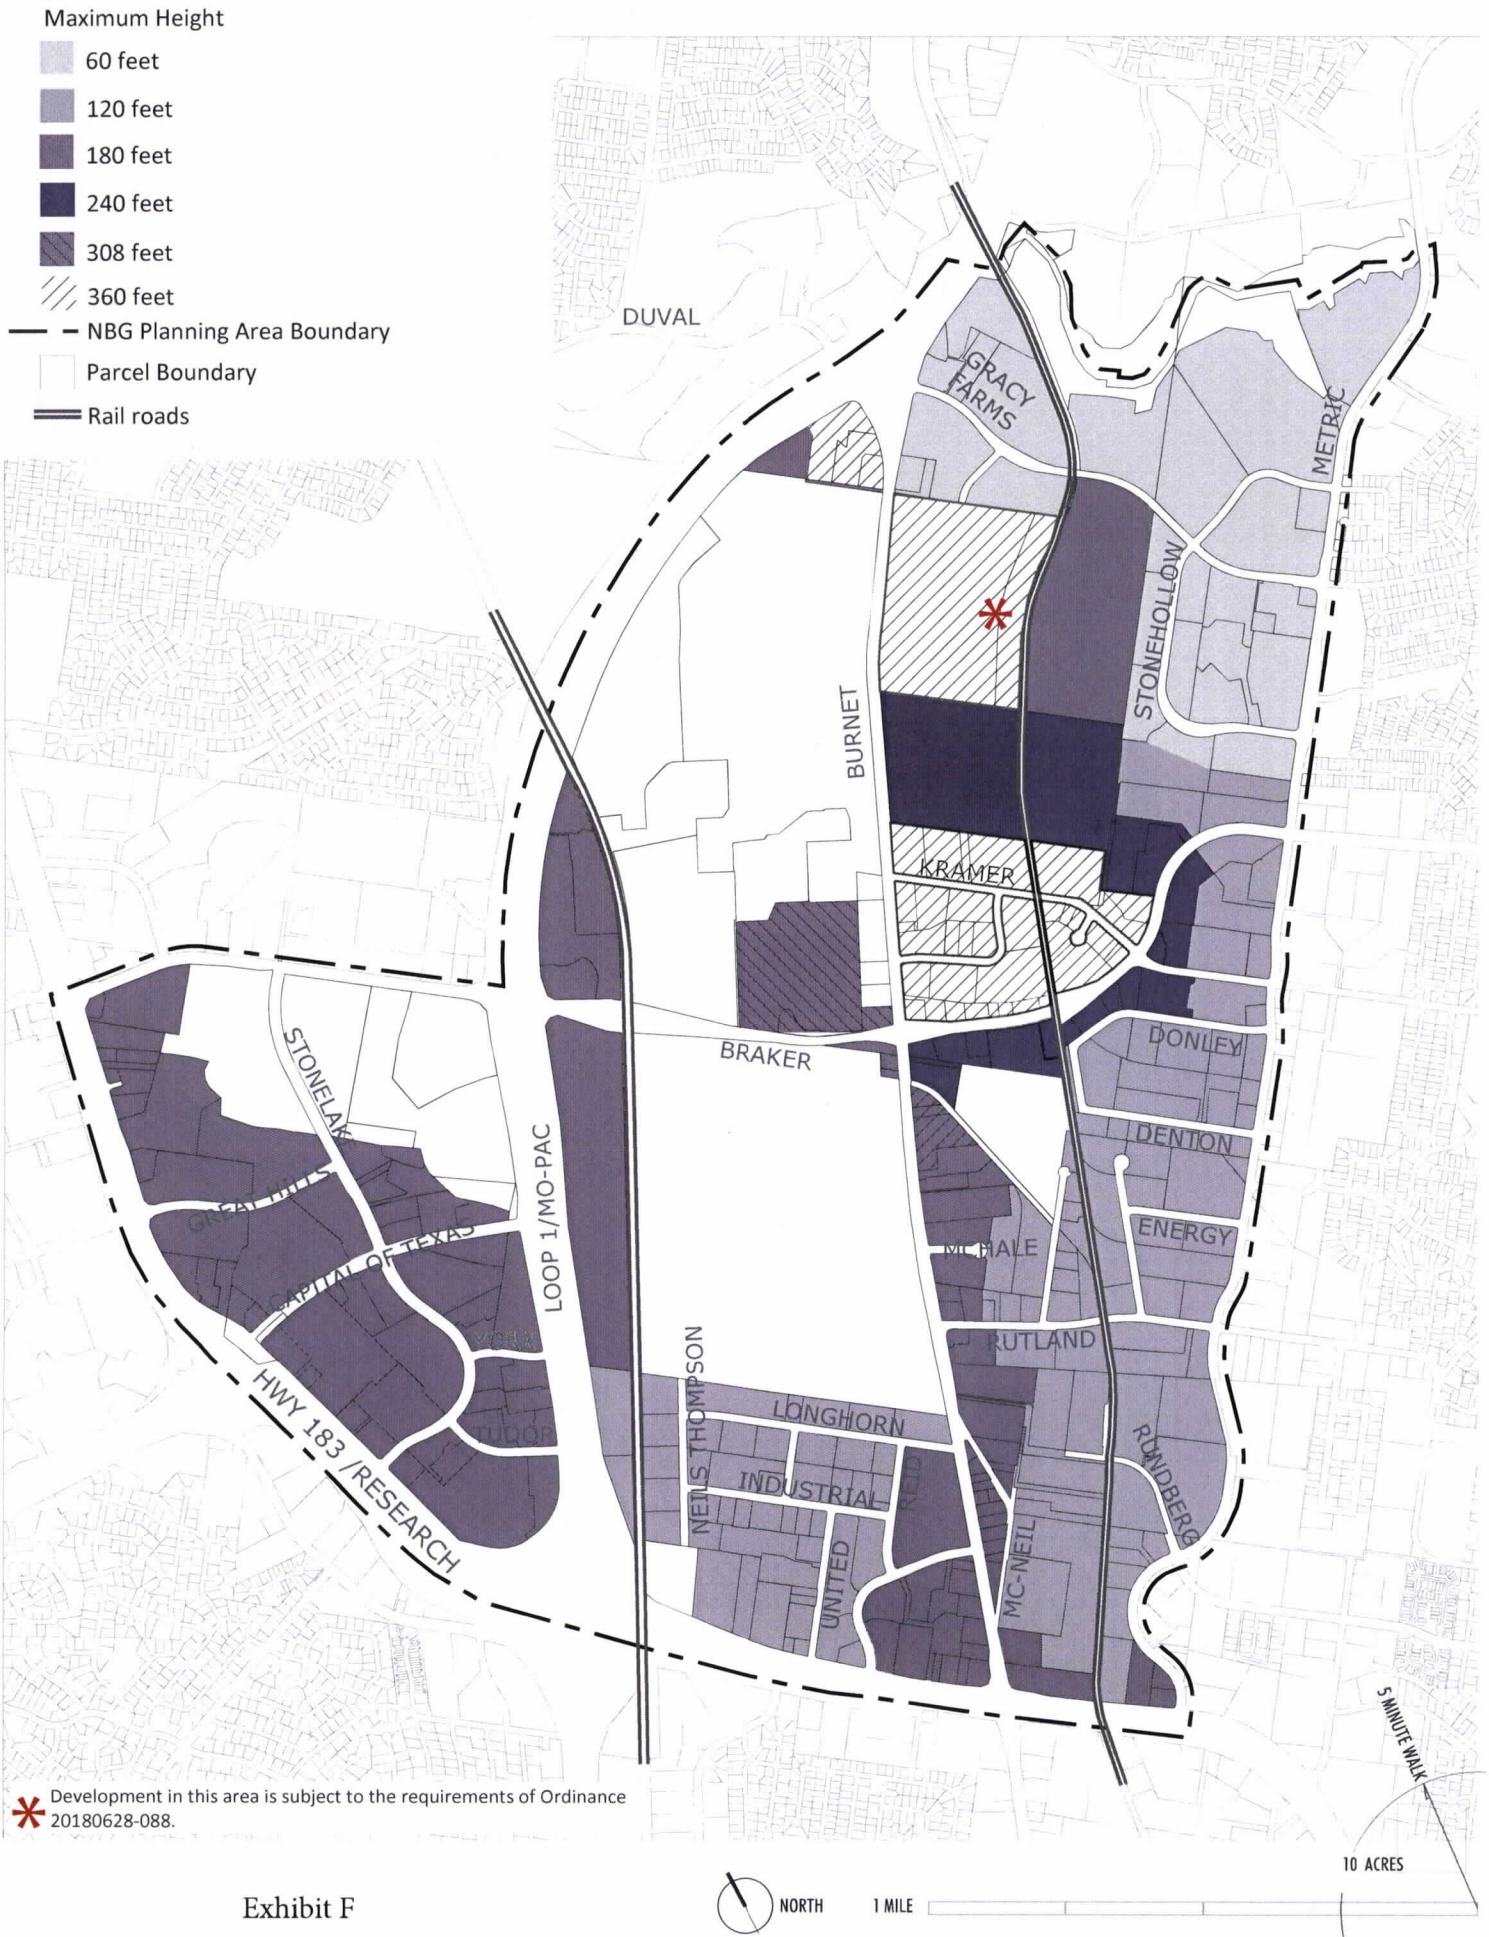 Maximum Height
60 feet
120 feet
180 feet
240 feet
308 feet
360 feet
NBG Planning Area Boundary
Parcel Boundary
Rail roads
DUVAL
GRACY
FARMS
METRIC
STONEHOLLOW
BURNET
KRAMER
STONELAKE
BRAKER
DONLEY
DENTON
GREAT HILLS
ENERGY
CAPITAL OF TEXAS
LOOP 1/MO-PAC
MCHALE
YORK
RUTLAND
HWY 183 /RESEARCH
NEILS THOMPSON
LONGHORN
TUDOR
INDUSTRIAL
REID
RUNDBERG
UNITED
MC-NEIL
5 MINUTE WALK
* Development in this area is subject to the requirements of Ordinance
20180628-088.
10 ACRES
Exhibit F
NORTH
1 MILE